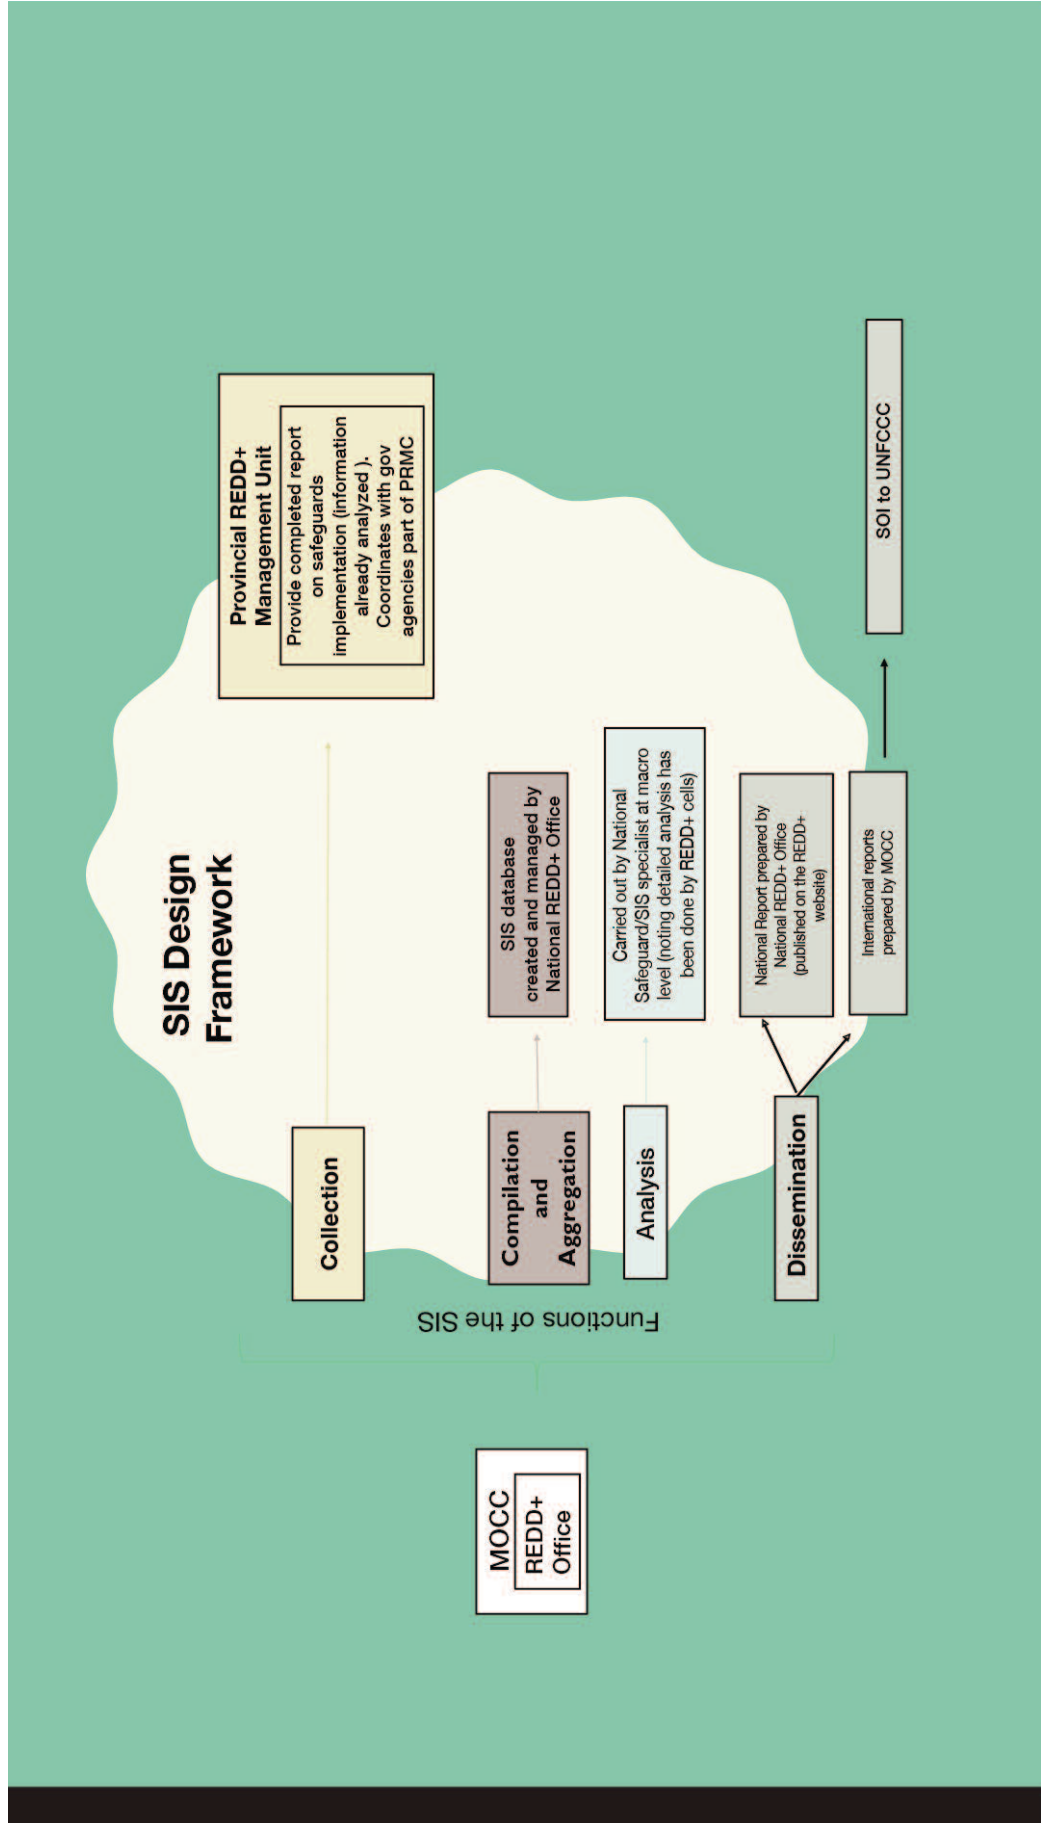 SIS Design
Framework
MOCC
REDD+
Office
Functions of the SIS
Collection
Provincial REDD+
Management Unit
Provide completed report
on safeguards
implementation (information
already analyzed ).
Coordinates with gov
agencies part of PRMC
Compilation
and
Aggregation
SIS database
created and managed by
National REDD+ Office
Analysis
Carried out by National
Safeguard/SIS specialist at macro
level (noting detailed analysis has
been done by REDD+ cells)
Dissemination
National Report prepared by
National REDD+ Office
(published on the REDD+
website)
International reports
prepared by MOCC
SOI to UNFCCC